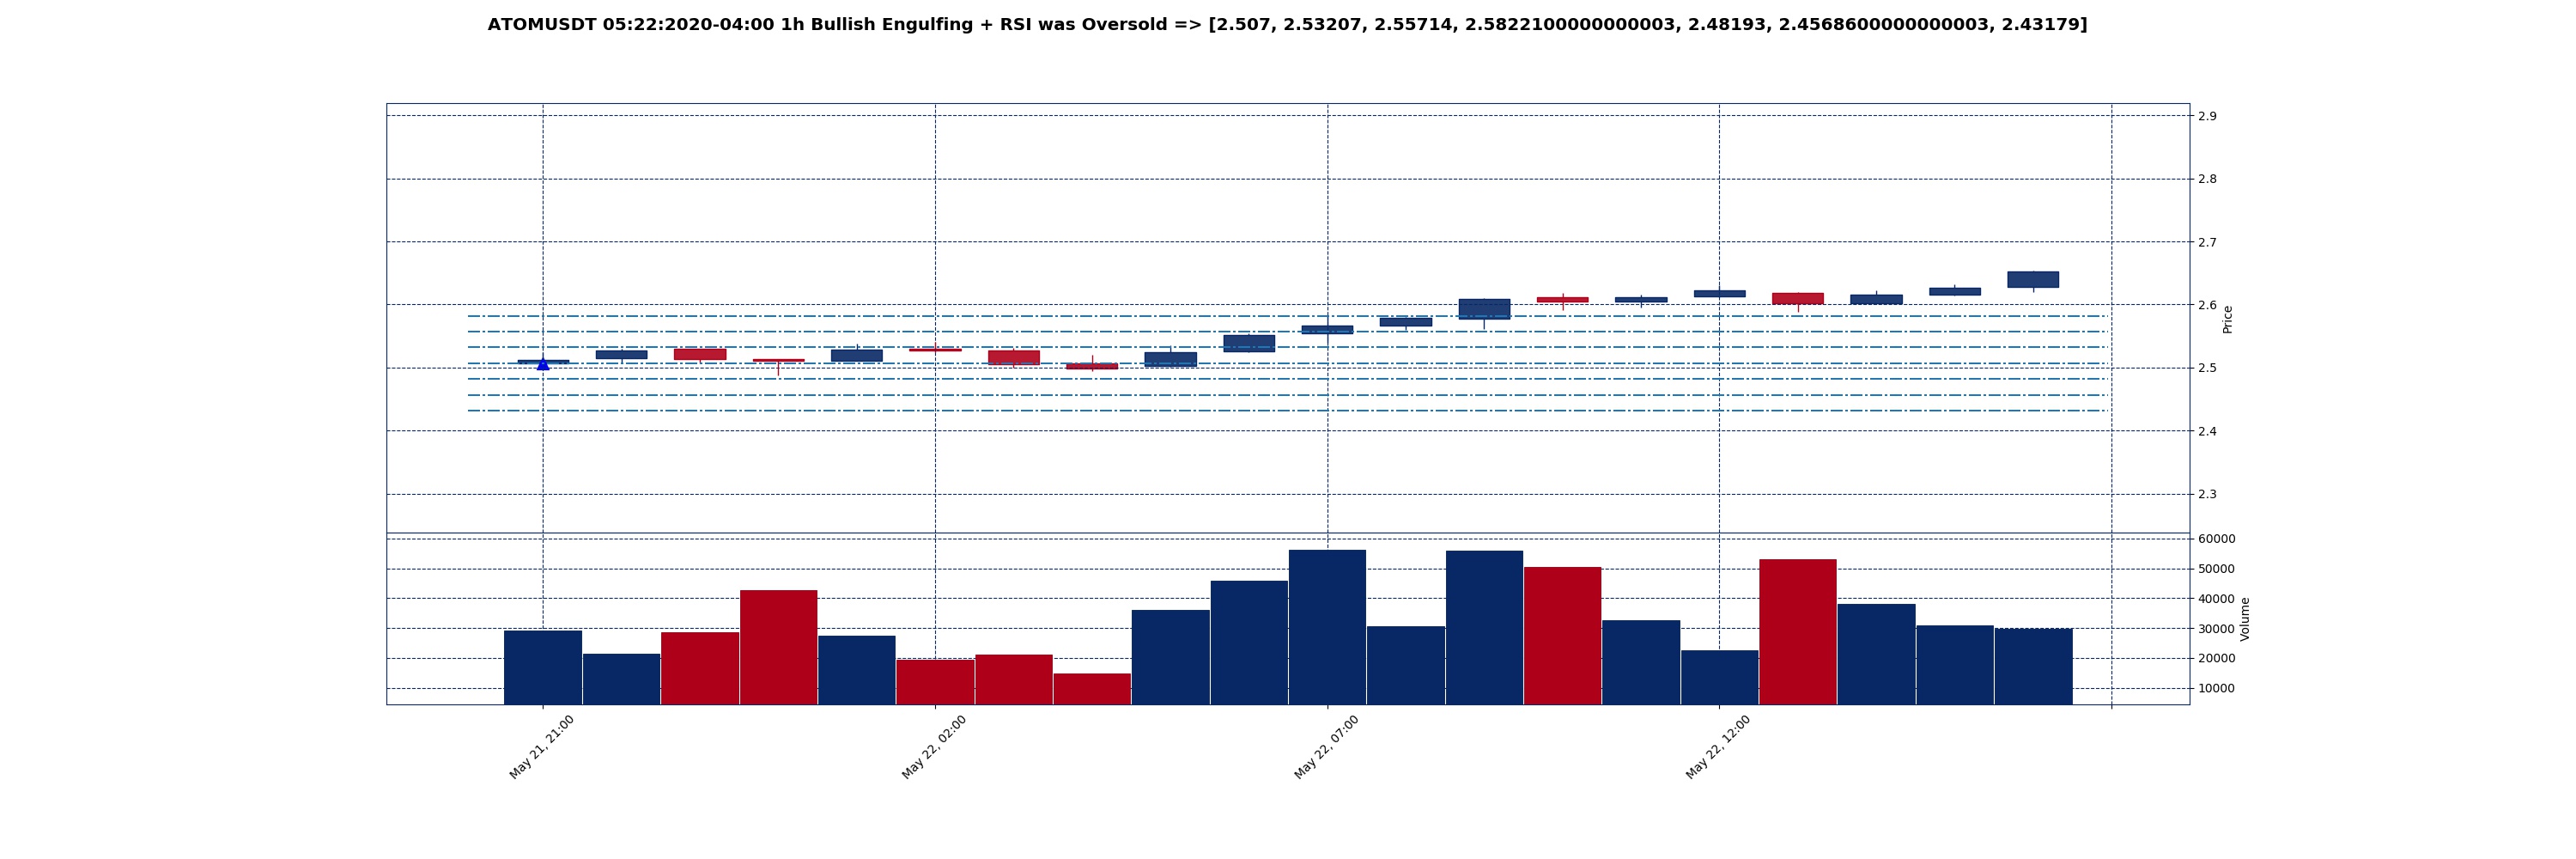 ATOMUSDT 05:22:2020-04:00 1h Bullish Engulfing + RSI was Oversold => [2.507, 2.53207, 2.55714, 2.5822100000000003, 2.48193, 2.4568600000000003, 2.43179]
2.9
2.8
2.7
2.6
2.5
2.4
2.3
Price
60000
50000
40000
30000
20000
10000
Volume
May 21, 21:00
May 22, 02:00
May 22, 07:00
May 22, 12:00